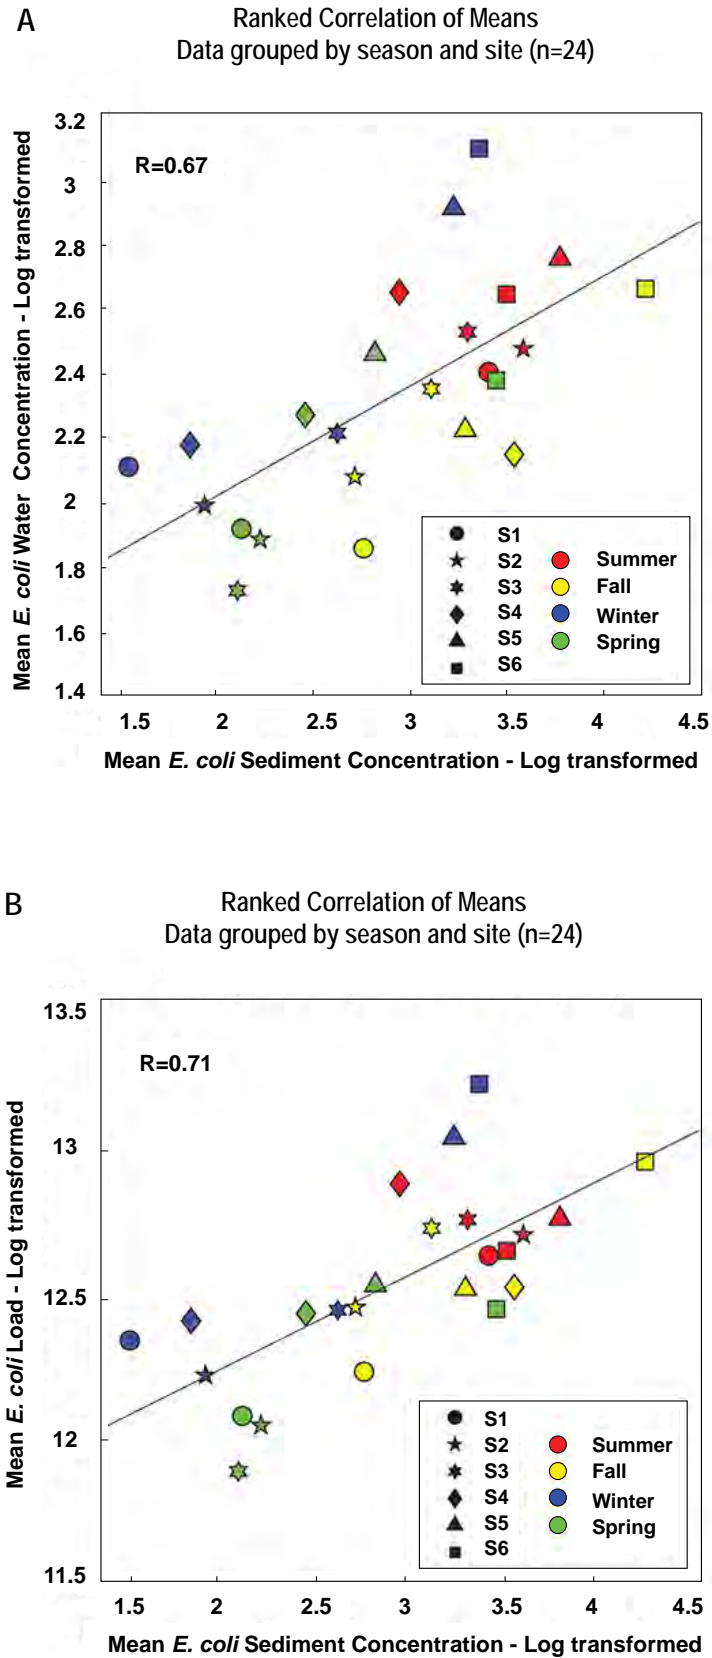 A
Ranked Correlation of Means
Data grouped by season and site (n=24)
3.2
3
2.8
2.6
2.4
2.2
2
1.8
1.6
1.4
Mean E. coli Water Concentration - Log transformed
R=0.67
S1
S2
S3
S4
S5
S6
Summer
Fall
Winter
Spring
1.5 2 2.5 3 3.5 4 4.5
Mean E. coli Sediment Concentration - Log transformed
B
Ranked Correlation of Means
Data grouped by season and site (n=24)
13.5
13
12.5
12
11.5
Mean E. coli Load - Log transformed
R=0.71
S1
S2
S3
S4
S5
S6
Summer
Fall
Winter
Spring
1.5 2 2.5 3 3.5 4 4.5
Mean E. coli Sediment Concentration - Log transformed